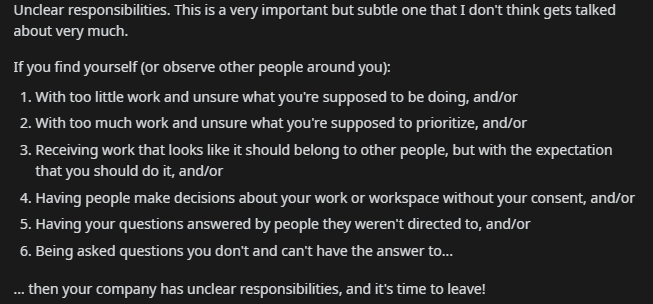 Unclear responsibilities. This is a very important but subtle one that I don't think gets talked
about very much.
If you find yourself (or observe other people around you):
1. With too little work and unsure what you're supposed to be doing, and/or
2. With too much work and unsure what you're supposed to prioritize, and/or
3. Receiving work that looks like it should belong to other people, but with the expectation
that you should do it, and/or
4. Having people make decisions about your work or workspace without your consent, and/or
5. Having your questions answered by people they weren't directed to, and/or
6. Being asked questions you don't and can't have the answer to...
... then your company has unclear responsibilities, and it's time to leave!